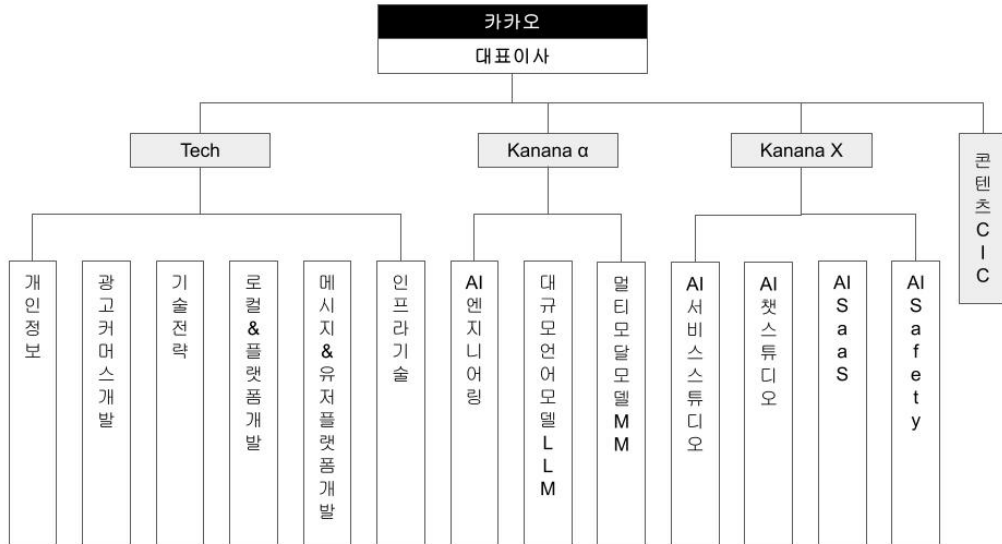 카카오
대표이사
Tech
Kanana α
Kanana X
콘텐츠CIC
개인정보
광고커머스개발
기술전략
로컬&플랫폼개발
메시지&유저플랫폼개발
인프라기술
AI엔지니어링
대규모언어모델LLM
멀티모달모델MM
AI서비스스튜디오
AI챗스튜디오
AI SaaS
AI Safety